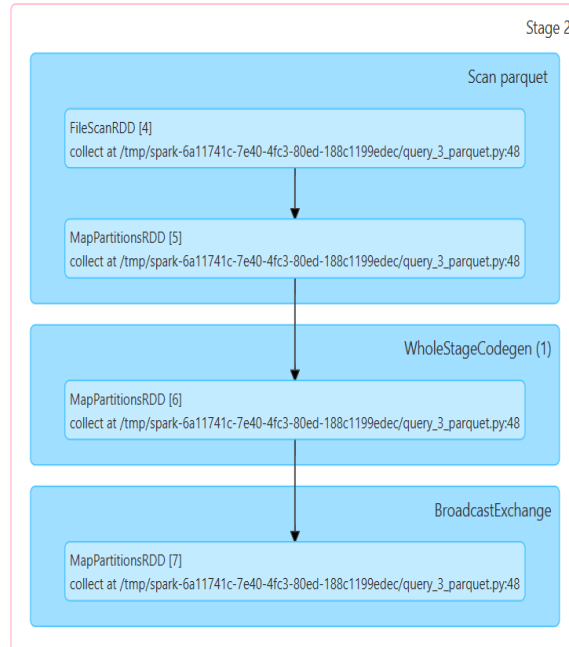 Stage 2
Scan parquet
FileScanRDD [4]
collect at /tmp/spark-6a11741c-7e40-4fc3-80ed-188c1199edec/query_3_parquet.py:48
MapPartitionsRDD [5]
collect at /tmp/spark-6a11741c-7e40-4fc3-80ed-188c1199edec/query_3_parquet.py:48
WholeStageCodegen (1)
MapPartitionsRDD [6]
collect at /tmp/spark-6a11741c-7e40-4fc3-80ed-188c1199edec/query_3_parquet.py:48
BroadcastExchange
MapPartitionsRDD [7]
collect at /tmp/spark-6a11741c-7e40-4fc3-80ed-188c1199edec/query_3_parquet.py:48